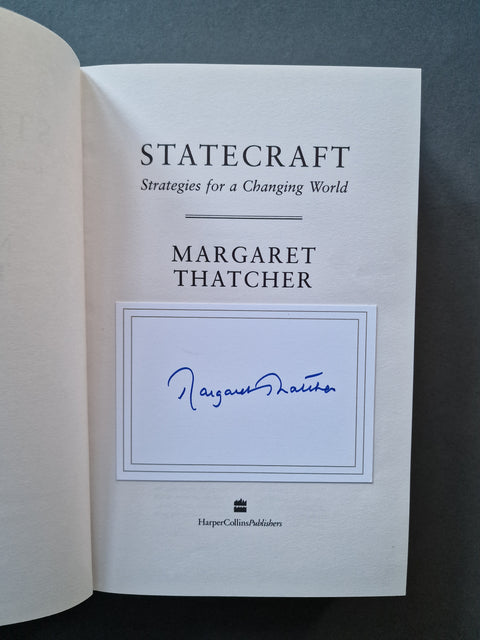 STATECRAFT
Strategies for a Changing World
MARGARET
THATCHER
Margaret Thatcher
HarperCollinsPublishers